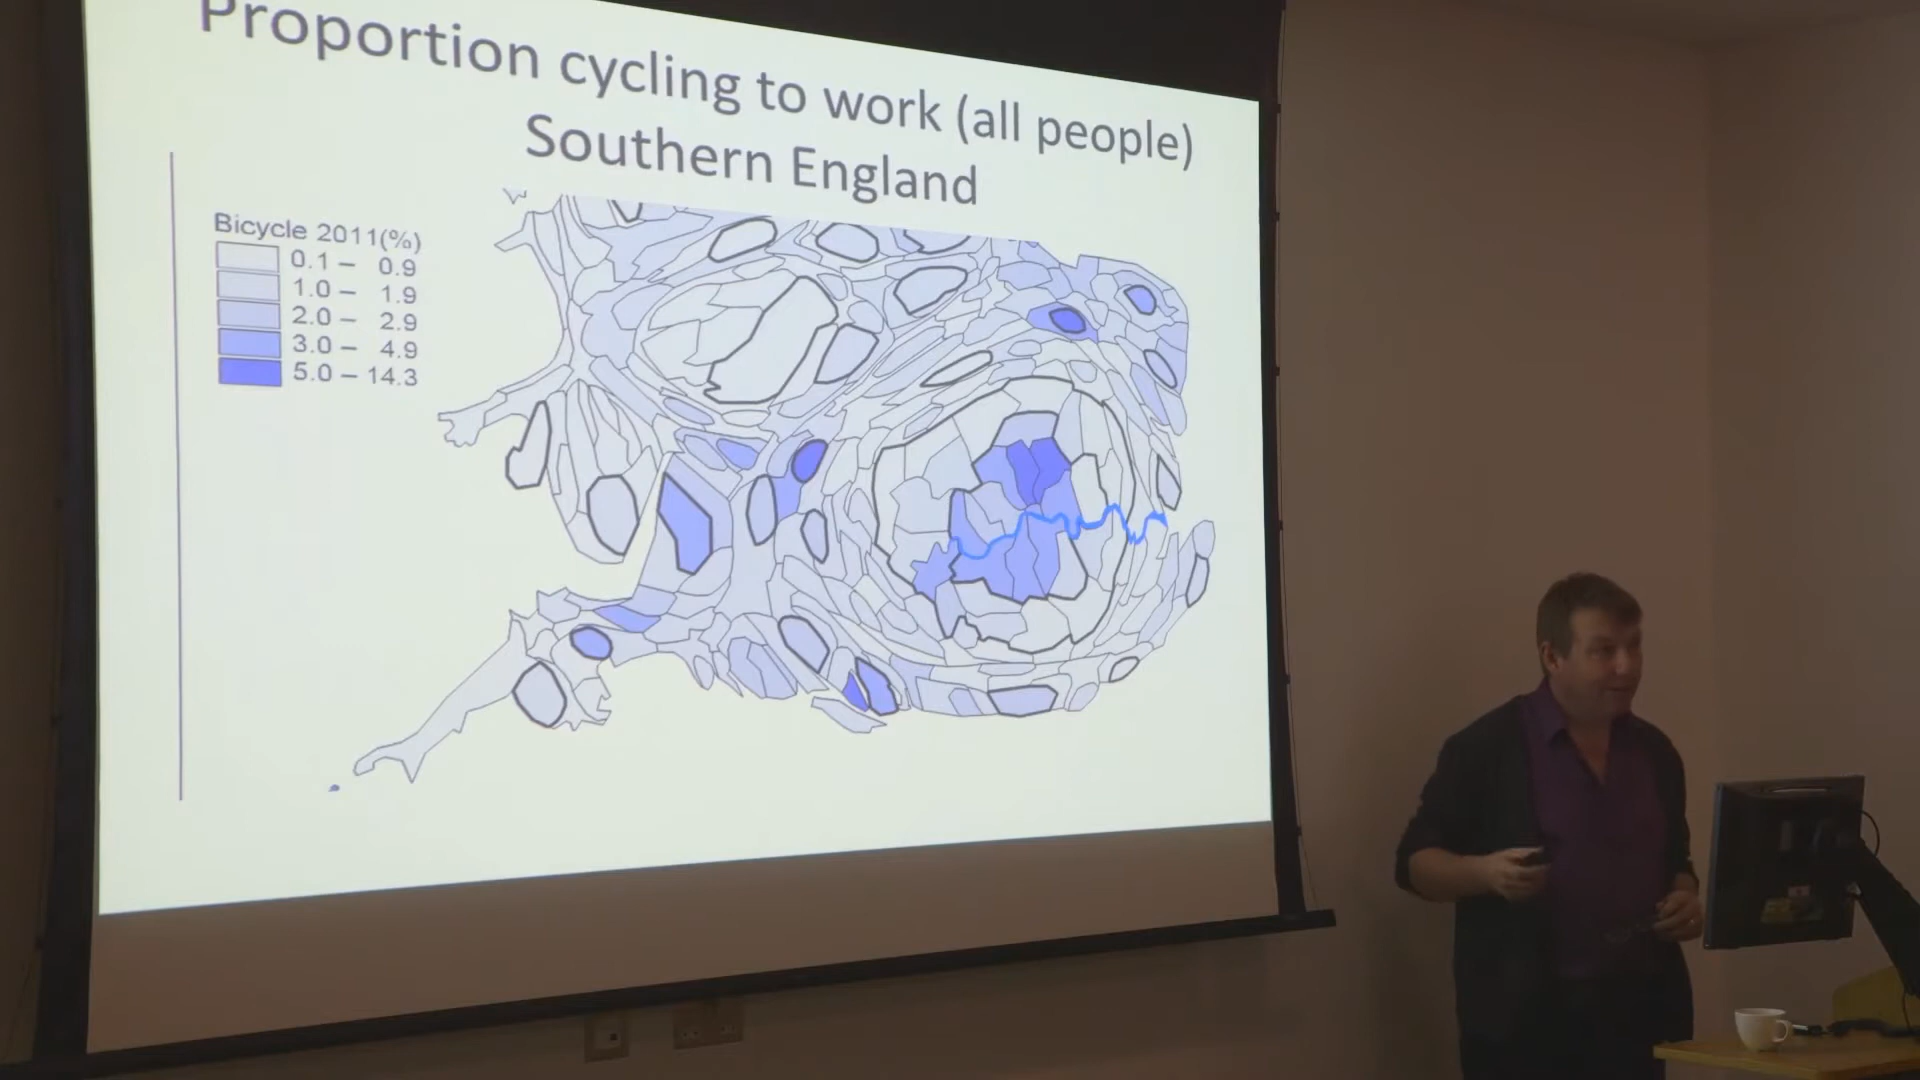 Proportion cycling to work (all people)
Southern England
Bicycle 2011(%)
0.1 – 0.9
1.0 – 1.9
2.0 – 2.9
3.0 – 4.9
5.0 – 14.3